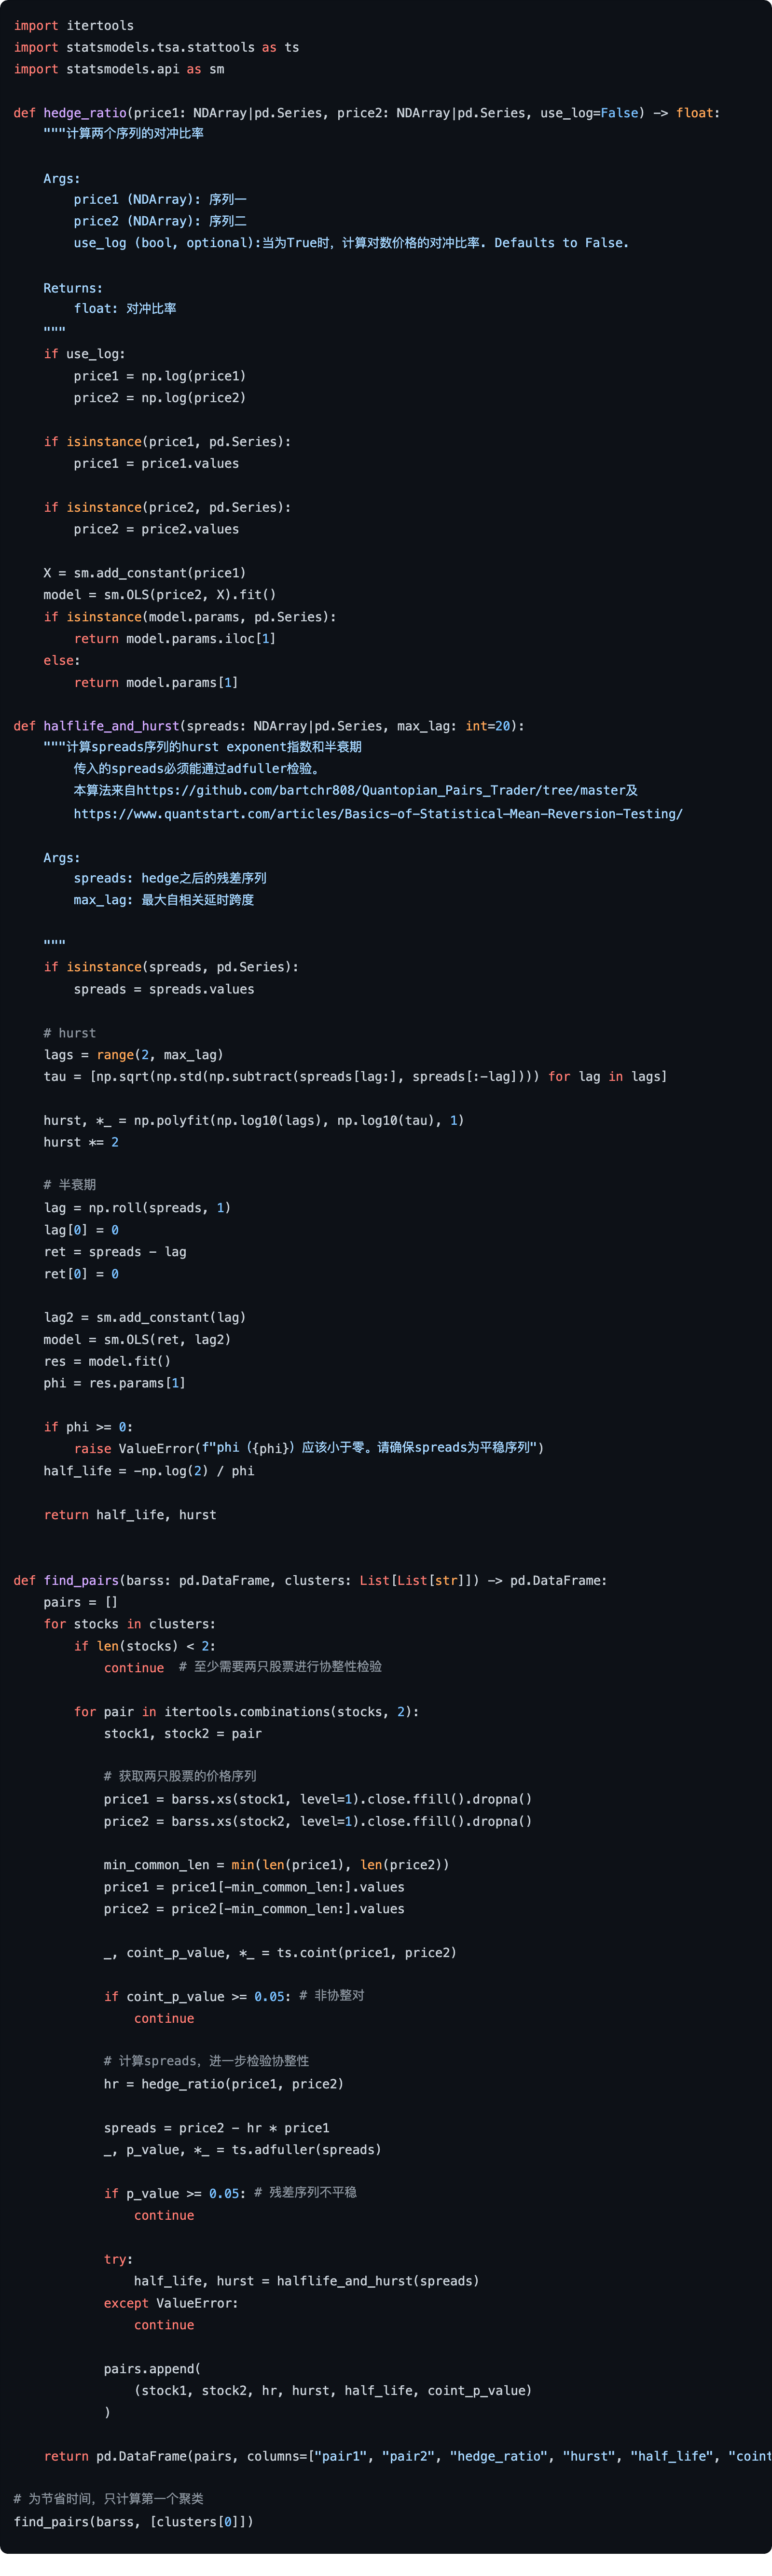 import itertools
import statsmodels.tsa.stattools as ts
import statsmodels.api as sm

def hedge_ratio(price1: NDArray|pd.Series, price2: NDArray|pd.Series, use_log=False) -> float:
    """计算两个序列的对冲比率

    Args:
        price1 (NDArray): 序列一
        price2 (NDArray): 序列二
        use_log (bool, optional):当为True时，计算对数价格的对冲比率. Defaults to False.

    Returns:
        float: 对冲比率
    """
    if use_log:
        price1 = np.log(price1)
        price2 = np.log(price2)

    if isinstance(price1, pd.Series):
        price1 = price1.values

    if isinstance(price2, pd.Series):
        price2 = price2.values

    X = sm.add_constant(price1)
    model = sm.OLS(price2, X).fit()
    if isinstance(model.params, pd.Series):
        return model.params.iloc[1]
    else:
        return model.params[1]

def halflife_and_hurst(spreads: NDArray|pd.Series, max_lag: int=20):
    """计算spreads序列的hurst exponent指数和半衰期
        传入的spreads必须能通过adfuller检验。
        本算法来自https://github.com/bartchr808/Quantopian_Pairs_Trader/tree/master及
        https://www.quantstart.com/articles/Basics-of-Statistical-Mean-Reversion-Testing/

    Args:
        spreads: hedge之后的残差序列
        max_lag: 最大自相关延时跨度

    """
    if isinstance(spreads, pd.Series):
        spreads = spreads.values

    # hurst
    lags = range(2, max_lag)
    tau = [np.sqrt(np.std(np.subtract(spreads[lag:], spreads[:-lag]))) for lag in lags]

    hurst, *_ = np.polyfit(np.log10(lags), np.log10(tau), 1)
    hurst *= 2

    # 半衰期
    lag = np.roll(spreads, 1)
    lag[0] = 0
    ret = spreads - lag
    ret[0] = 0

    lag2 = sm.add_constant(lag)
    model = sm.OLS(ret, lag2)
    res = model.fit()
    phi = res.params[1]

    if phi >= 0:
        raise ValueError(f"phi（{phi}）应该小于零。请确保spreads为平稳序列")
    half_life = -np.log(2) / phi

    return half_life, hurst


def find_pairs(barss: pd.DataFrame, clusters: List[List[str]]) -> pd.DataFrame:
    pairs = []
    for stocks in clusters:
        if len(stocks) < 2:
            continue  # 至少需要两只股票进行协整性检验

        for pair in itertools.combinations(stocks, 2):
            stock1, stock2 = pair

            # 获取两只股票的价格序列
            price1 = barss.xs(stock1, level=1).close.ffill().dropna()
            price2 = barss.xs(stock2, level=1).close.ffill().dropna()

            min_common_len = min(len(price1), len(price2))
            price1 = price1[-min_common_len:].values
            price2 = price2[-min_common_len:].values

            _, coint_p_value, *_ = ts.coint(price1, price2)

            if coint_p_value >= 0.05: # 非协整对
                continue

            # 计算spreads，进一步检验协整性
            hr = hedge_ratio(price1, price2)

            spreads = price2 - hr * price1
            _, p_value, *_ = ts.adfuller(spreads)

            if p_value >= 0.05: # 残差序列不平稳
                continue

            try:
                half_life, hurst = halflife_and_hurst(spreads)
            except ValueError:
                continue

            pairs.append(
                (stock1, stock2, hr, hurst, half_life, coint_p_value)
            )

    return pd.DataFrame(pairs, columns=["pair1", "pair2", "hedge_ratio", "hurst", "half_life", "coint

# 为节省时间，只计算第一个聚类
find_pairs(barss, [clusters[0]])